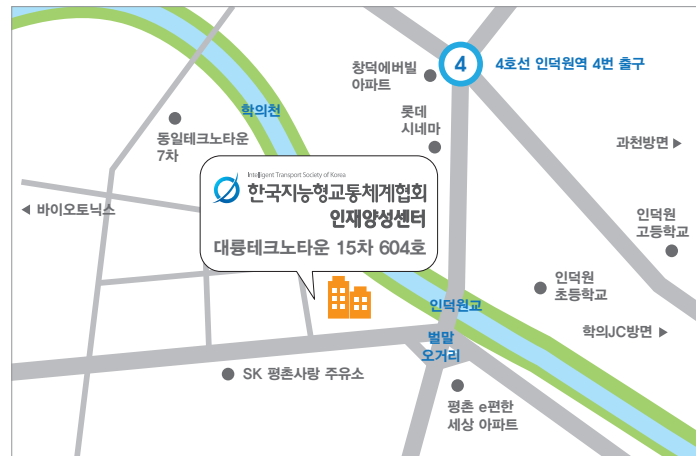 4
4호선 인덕원역 4번 출구
창덕에버빌
아파트
학의천
롯데
시네마
동일테크노타운
7차
과천방면 ▶
Intelligent Transport Society of Korea
한국지능형교통체계협회
인재양성센터
대륭테크노타운 15차 604호
◀ 바이오토닉스
인덕원
고등학교
인덕원
초등학교
인덕원교
학의JC방면 ▶
벌말
오거리
SK 평촌사랑 주유소
평촌 e편한
세상 아파트